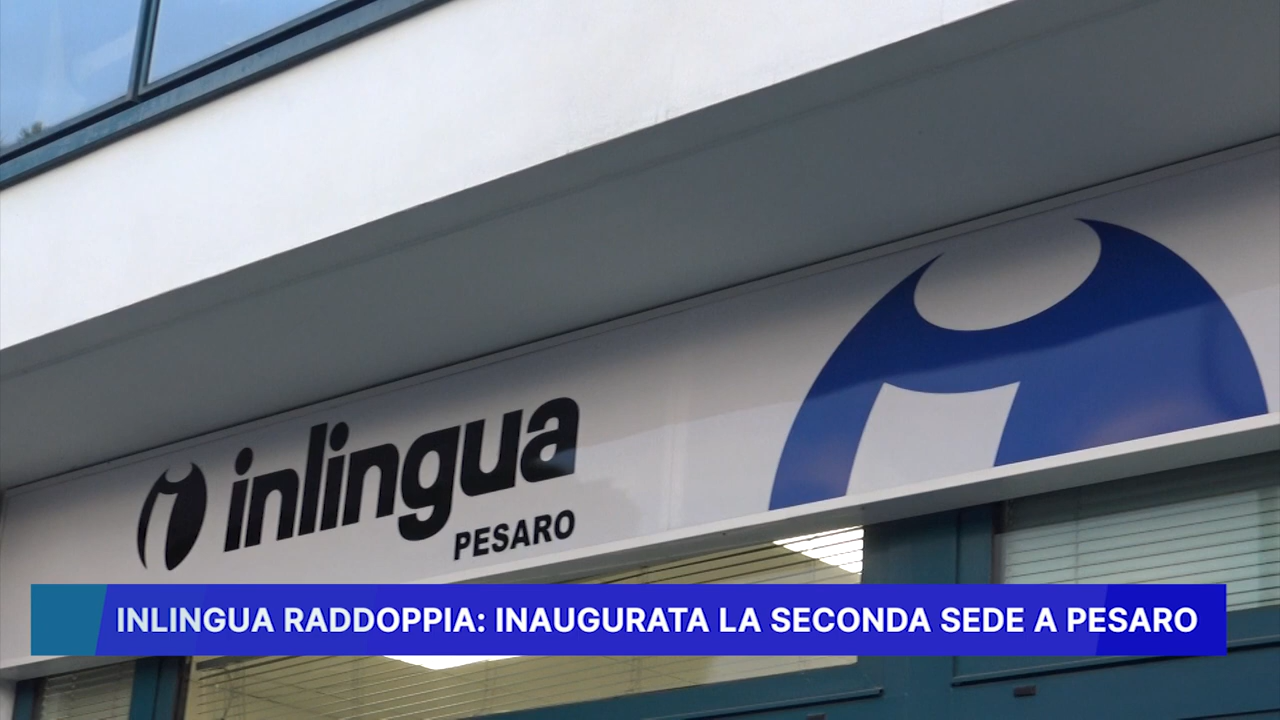 inlingua
PESARO
INLINGUA RADDOPPIA: INAUGURATA LA SECONDA SEDE A PESARO